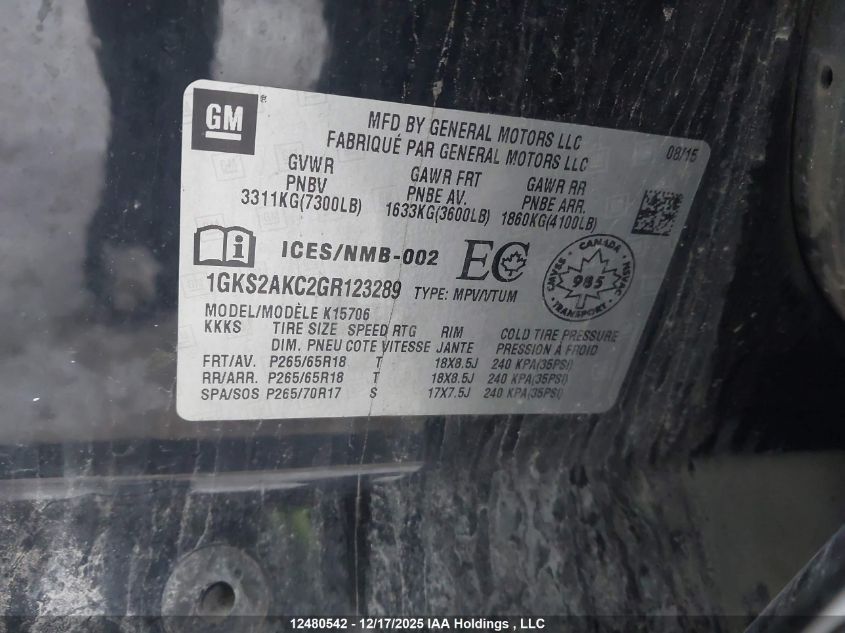 GM
MFD BY GENERAL MOTORS LLC
FABRIQUÉ PAR GENERAL MOTORS LLC
08/15
GVWR GAWR FRT GAWR RR
PNBV PNBE AV. PNBE ARR.
3311KG(7300LB) 1633KG(3600LB) 1860KG(4100LB)
ICES/NMB-002 EC
CANADA
CMVSS 985 NSVAC
TRANSPORT
1GKS2AKC2GR123289 TYPE: MPV/VTUM
MODEL/MODÈLE K15706
KKKS TIRE SIZE SPEED RTG RIM COLD TIRE PRESSURE
DIM. PNEU COTE VITESSE JANTE PRESSION À FROID
FRT/AV. P265/65R18 T 18X8.5J 240 KPA(35PSI)
RR/ARR. P265/65R18 T 18X8.5J 240 KPA(35PSI)
SPA/SOS P265/70R17 S 17X7.5J 240 KPA(35PSI)
12480542 - 12/17/2025 IAA Holdings , LLC